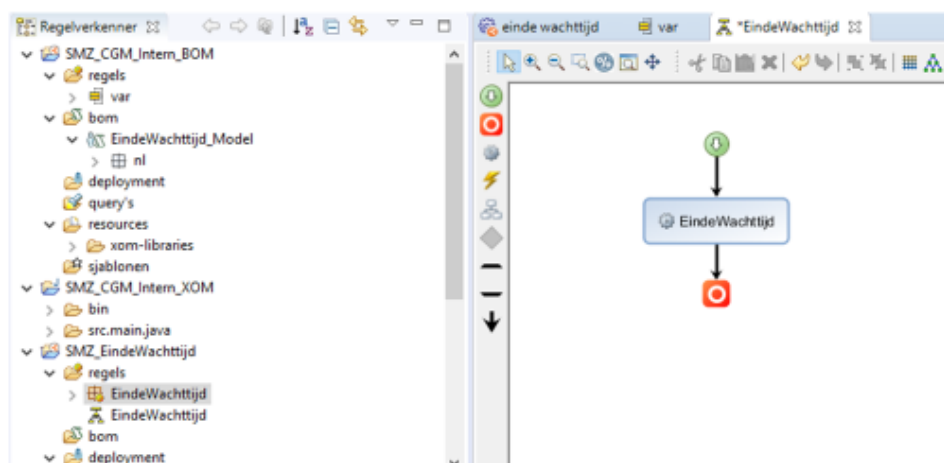 Regelverkenner
SMZ_CGM_Intern_BOM
regels
var
bom
EindeWachttijd_Model
nl
deployment
query's
resources
xom-libraries
sjablonen
SMZ_CGM_Intern_XOM
bin
src.main.java
SMZ_EindeWachttijd
regels
EindeWachttijd
EindeWachttijd
bom
deployment
einde wachttijd var *EindeWachttijd
EindeWachttijd